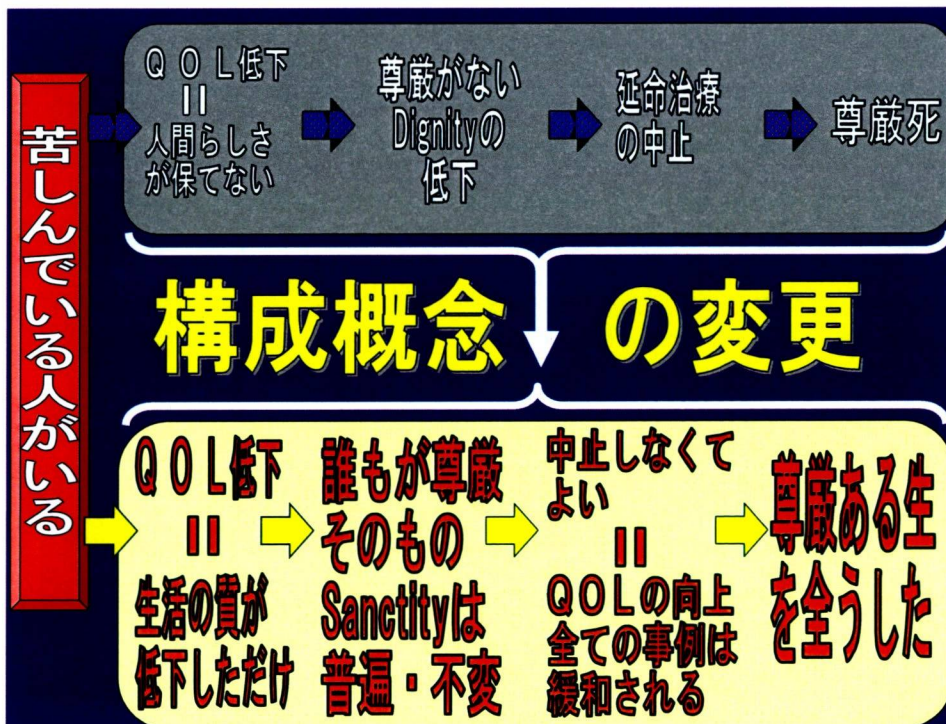 苦しんでいる人がいる
QOL低下
=
人間らしさ
が保てない
尊厳がない
Dignityの
低下
延命治療
の中止
尊厳死
構成概念の変更
QOL低下
=
生活の質が
低下しただけ
誰もが尊厳
そのもの
Sanctityは
普遍・不変
中止しなくて
よい
=
QOLの向上
全ての事例は
緩和される
尊厳ある生
を全うした